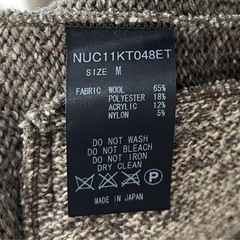 NUC11KT048ET
SIZE M
FABRIC WOOL 65%
POLYESTER 18%
ACRYLIC 12%
NYLON 5%
DO NOT WASH
DO NOT BLEACH
DO NOT IRON
DRY CLEAN
P
MADE IN JAPAN